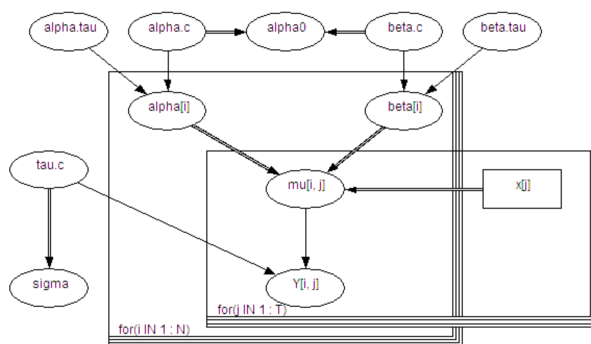 alpha.tau
alpha.c
alpha0
beta.c
beta.tau
alpha[i]
beta[i]
tau.c
mu[i, j]
x[j]
sigma
Y[i, j]
for(j IN 1 : T)
for(i IN 1 : N)